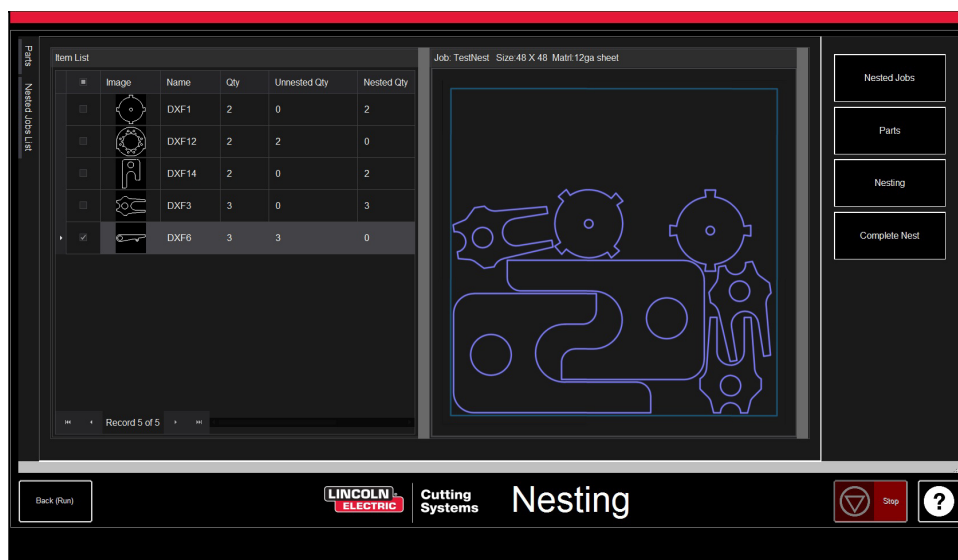 Parts
Nested Jobs List
Item List
Image Name Qty Unnested Qty Nested Qty
DXF1 2 0 2
DXF12 2 2 0
DXF14 2 0 2
DXF3 3 0 3
DXF6 3 3 0
Record 5 of 5
Job: TestNest Size:48 X 48 Matrl:12ga sheet
Nested Jobs
Parts
Nesting
Complete Nest
Back (Run)
LINCOLN
ELECTRIC
Cutting
Systems
Nesting
Stop
?